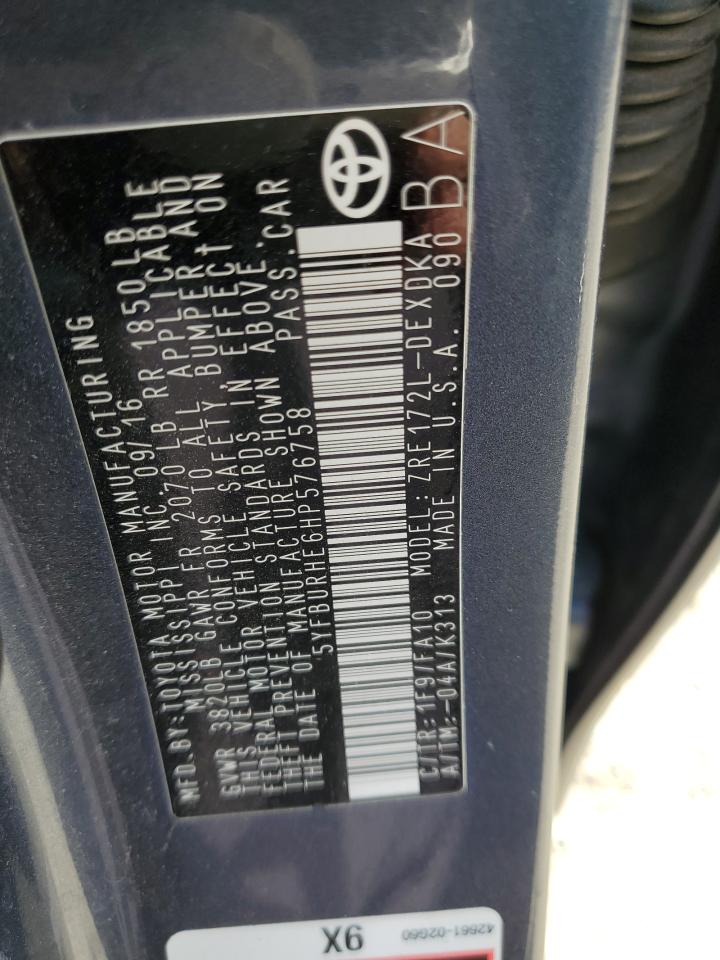 MFD.BY:TOYOTA MOTOR MANUFACTURING
MISSISSIPPI INC. 09/16
GVWR 3820LB GAWR FR 2070 LB RR 1850 LB
THIS VEHICLE CONFORMS TO ALL APPLICABLE
FEDERAL MOTOR VEHICLE SAFETY, BUMPER AND
THEFT PREVENTION STANDARDS IN EFFECT ON
THE DATE OF MANUFACTURE SHOWN ABOVE.
5YFBURHE6HP576758 PASS.CAR
C/TR:1F9/FA10 MODEL:ZRE172L-DEXDKA
A/TM:-04A/K313 MADE IN U.S.A. 090
BA
9X
42661-02G60